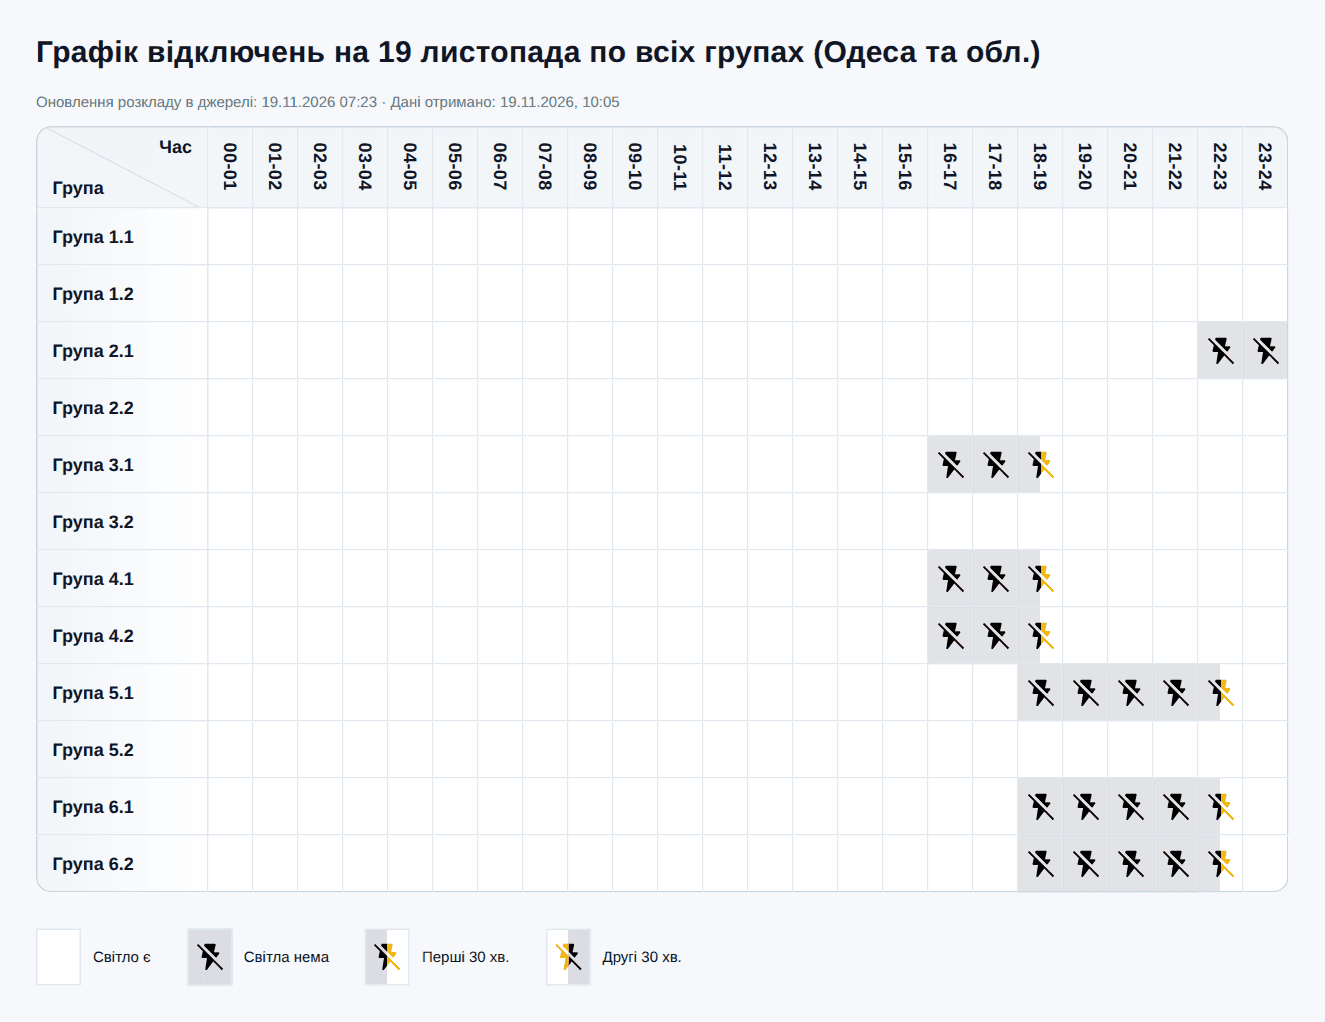 Графік відключень на 19 листопада по всіх групах (Одеса та обл.)
Оновлення розкладу в джерелі: 19.11.2026 07:23 · Дані отримано: 19.11.2026, 10:05
Час
Група
00-01
01-02
02-03
03-04
04-05
05-06
06-07
07-08
08-09
09-10
10-11
11-12
12-13
13-14
14-15
15-16
16-17
17-18
18-19
19-20
20-21
21-22
22-23
23-24
Група 1.1
Група 1.2
Група 2.1
Група 2.2
Група 3.1
Група 3.2
Група 4.1
Група 4.2
Група 5.1
Група 5.2
Група 6.1
Група 6.2
Світло є
Світла нема
Перші 30 хв.
Другі 30 хв.